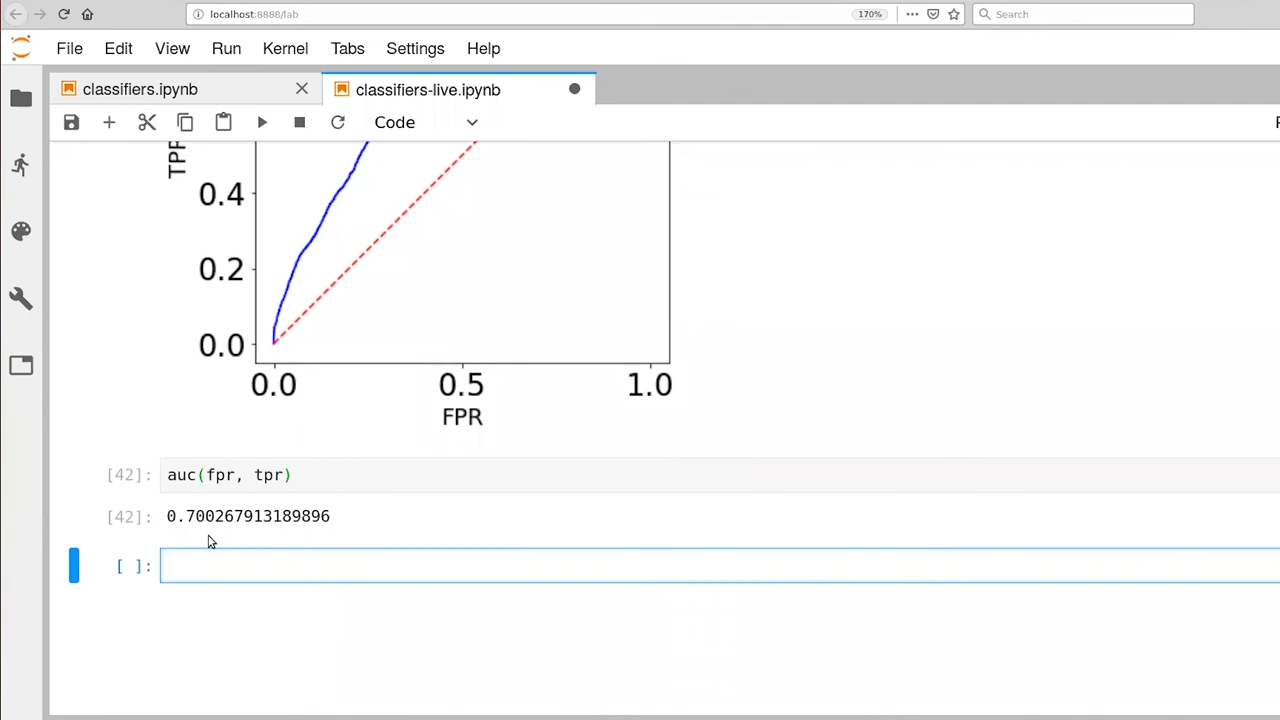 localhost:8888/lab
170%
Search
File Edit View Run Kernel Tabs Settings Help
classifiers.ipynb
classifiers-live.ipynb
Code
TPR
0.4
0.2
0.0
0.0 0.5 1.0
FPR
[42]: auc(fpr, tpr)
[42]: 0.700267913189896
[ ]: